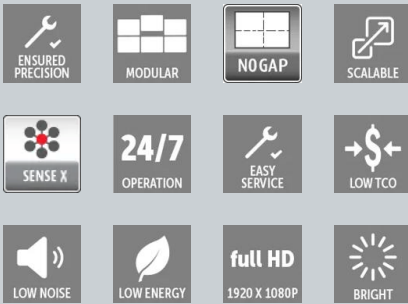 ENSURED
PRECISION
MODULAR
NO GAP
SCALABLE
SENSE X
24/7
OPERATION
EASY
SERVICE
LOW TCO
LOW NOISE
LOW ENERGY
full HD
1920 X 1080P
BRIGHT